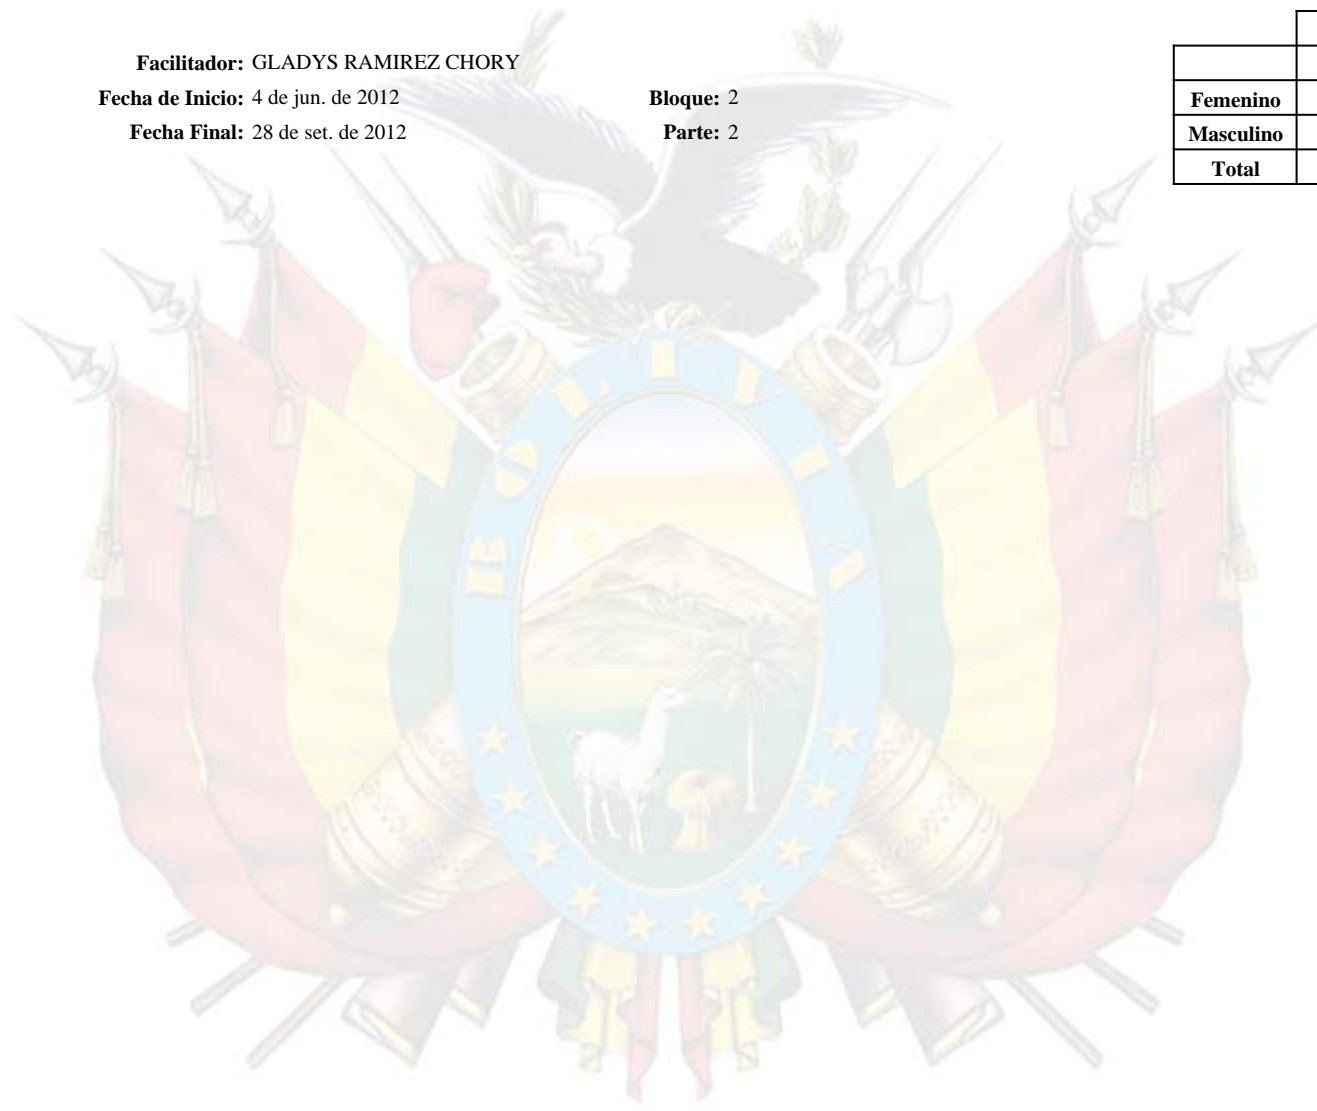 Facilitador: GLADYS RAMIREZ CHORY
Fecha de Inicio: 4 de jun. de 2012 Bloque: 2
Fecha Final: 28 de set. de 2012 Parte: 2
Femenino
Masculino
Total
BOLIVIA